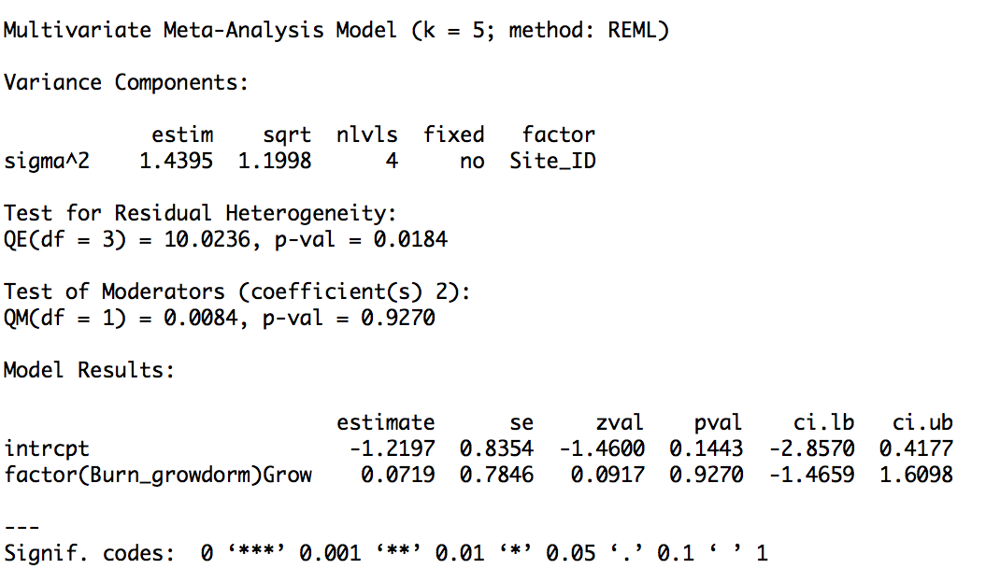 Multivariate Meta-Analysis Model (k = 5; method: REML)
Variance Components:
estim sqrt nlvls fixed factor
sigma^2 1.4395 1.1998 4 no Site_ID
Test for Residual Heterogeneity:
QE(df = 3) = 10.0236, p-val = 0.0184
Test of Moderators (coefficient(s) 2):
QM(df = 1) = 0.0084, p-val = 0.9270
Model Results:
estimate se zval pval ci.lb ci.ub
intrcpt -1.2197 0.8354 -1.4600 0.1443 -2.8570 0.4177
factor(Burn_growdorm)Grow 0.0719 0.7846 0.0917 0.9270 -1.4659 1.6098
---
Signif. codes: 0 ‘***’ 0.001 ‘**’ 0.01 ‘*’ 0.05 ‘.’ 0.1 ‘ ’ 1